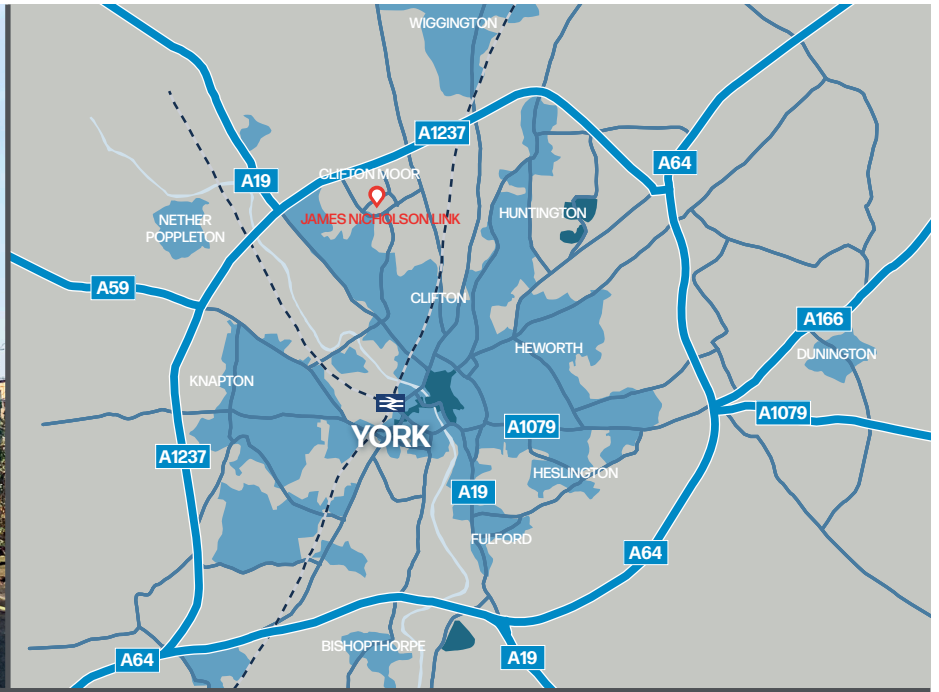 WIGGINGTON
A1237
A64
CLIFTON MOOR
A19
JAMES NICHOLSON LINK
HUNTINGTON
NETHER
POPPLETON
A59
CLIFTON
A166
HEWORTH
DUNINGTON
KNAPTON
A1079
A1079
YORK
A1237
HESLINGTON
A19
FULFORD
A64
BISHOPTHORPE
A64
A19